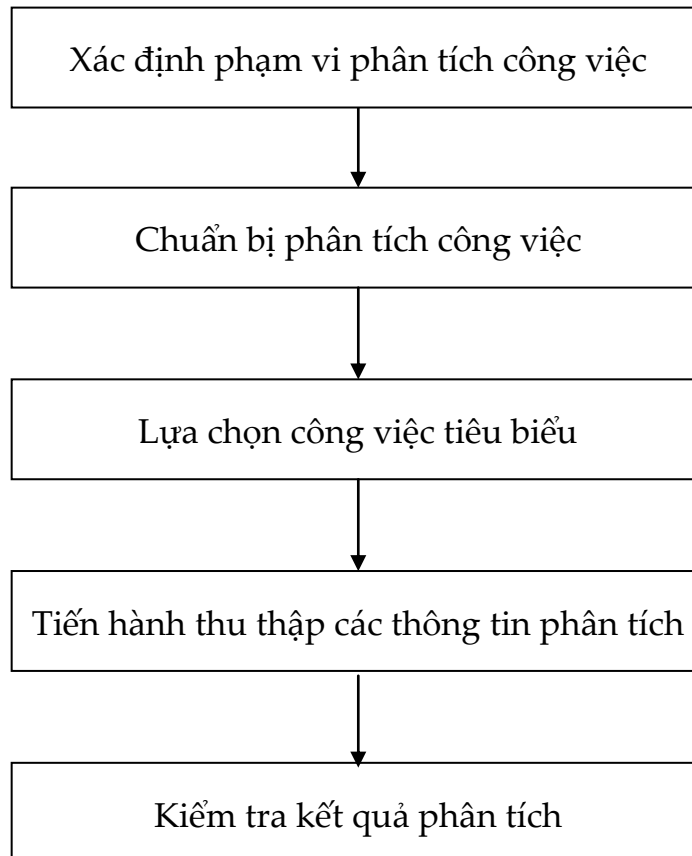 Xác định phạm vi phân tích công việc
Chuẩn bị phân tích công việc
Lựa chọn công việc tiêu biểu
Tiến hành thu thập các thông tin phân tích
Kiểm tra kết quả phân tích